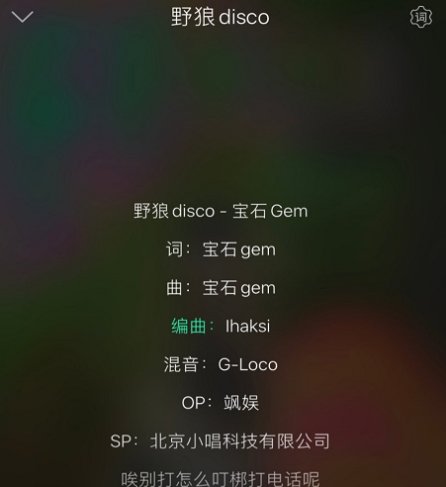 野狼disco
词
野狼disco - 宝石Gem
词：宝石gem
曲：宝石gem
编曲：Ihaksi
混音：G-Loco
OP：飒娱
SP：北京小唱科技有限公司
唉别打怎么叮梆打电话呢